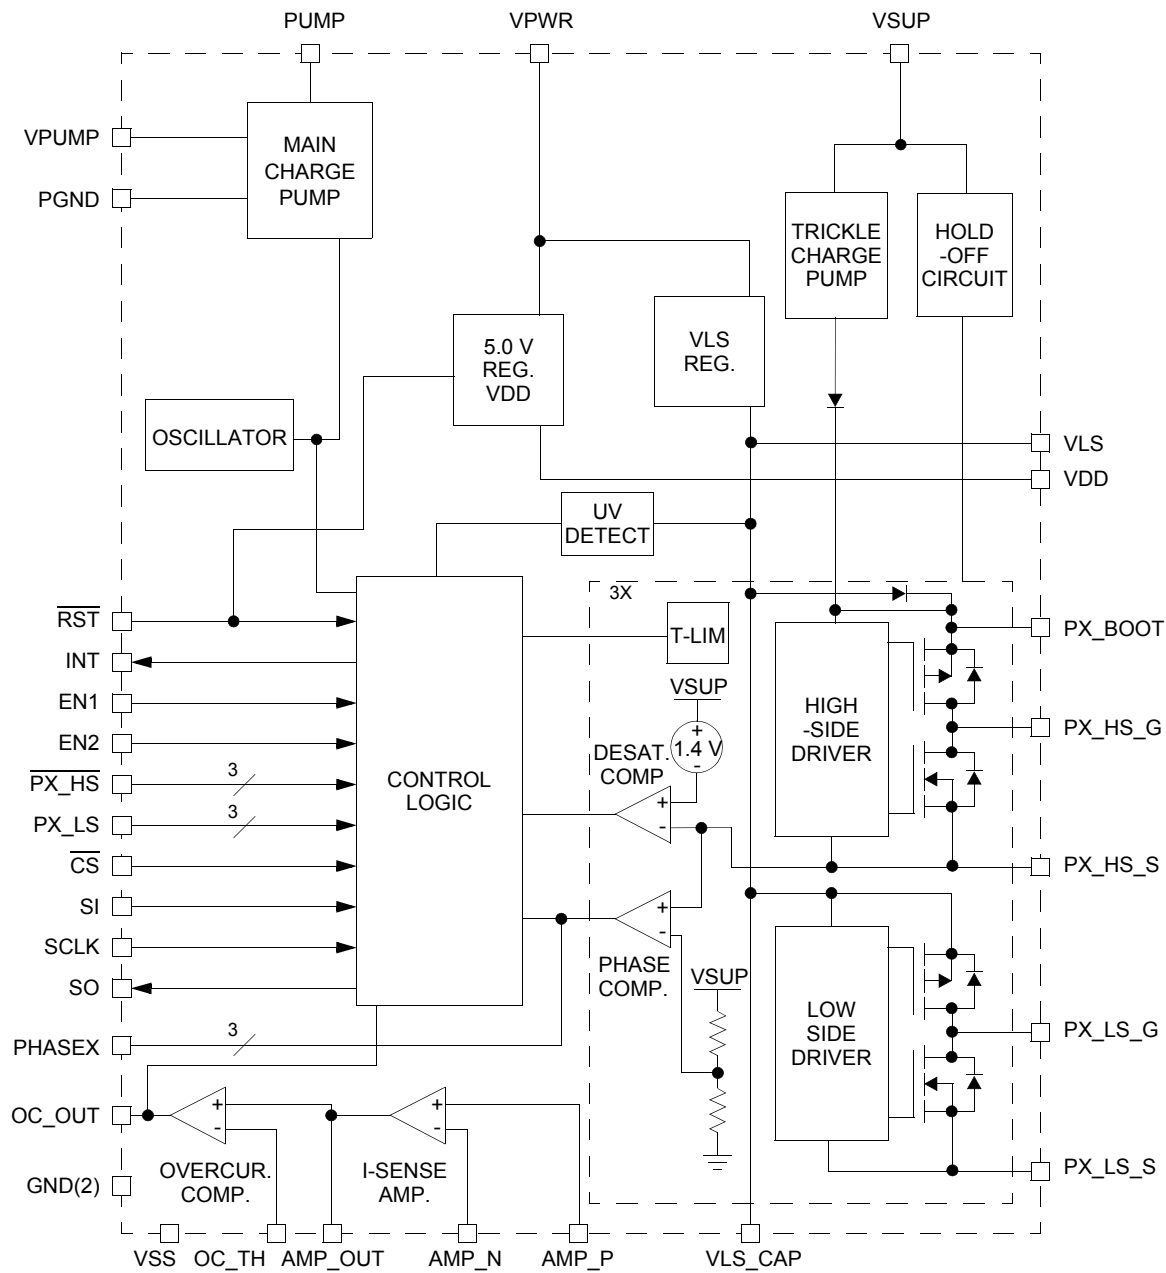 PUMP
VPWR
VSUP
VPUMP
PGND
MAIN
CHARGE
PUMP
TRICKLE
CHARGE
PUMP
HOLD
-OFF
CIRCUIT
5.0 V
REG.
VDD
VLS
REG.
OSCILLATOR
VLS
VDD
UV
DETECT
3X
RST
INT
EN1
EN2
PX_HS
3
PX_LS
3
CS
SI
SCLK
SO
PHASEX
3
OC_OUT
GND(2)
CONTROL
LOGIC
T-LIM
VSUP
+
1.4 V
-
DESAT.
COMP.
+
-
+
-
PHASE
COMP.
VSUP
HIGH
-SIDE
DRIVER
LOW
SIDE
DRIVER
PX_BOOT
PX_HS_G
PX_HS_S
PX_LS_G
PX_LS_S
+
-
OVERCUR.
COMP.
+
-
I-SENSE
AMP.
VSS
OC_TH
AMP_OUT
AMP_N
AMP_P
VLS_CAP